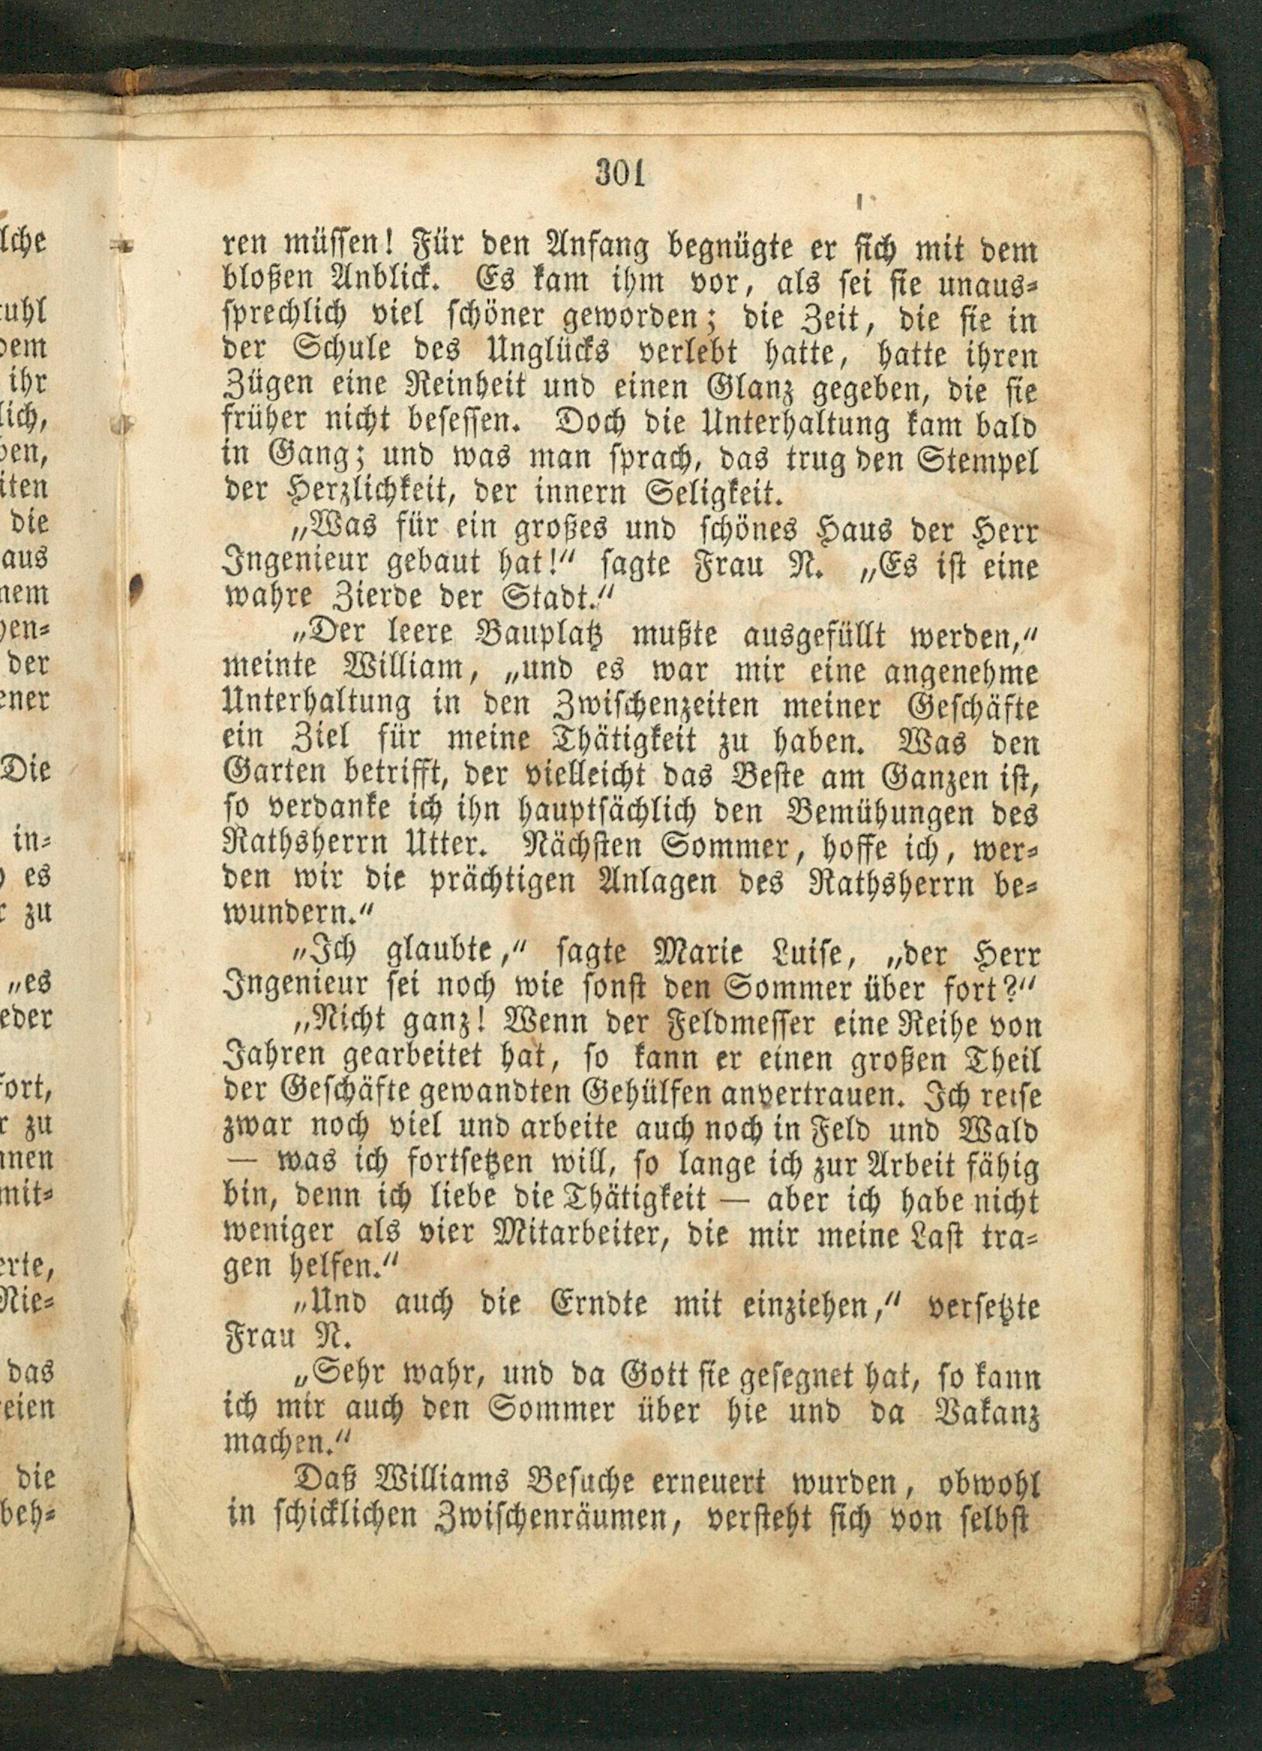 301
ren müssen! Für den Anfang begnügte er sich mit dem
bloßen Anblick. Es kam ihm vor, als sei sie unaus-
sprechlich viel schöner geworden; die Zeit, die sie in
der Schule des Unglücks verlebt hatte, hatte ihren
Zügen eine Reinheit und einen Glanz gegeben, die sie
früher nicht besessen. Doch die Unterhaltung kam bald
in Gang; und was man sprach, das trug den Stempel
der Herzlichkeit, der innern Seligkeit.
„Was für ein großes und schönes Haus der Herr
Ingenieur gebaut hat!“ sagte Frau N. „Es ist eine
wahre Zierde der Stadt.“
„Der leere Bauplatz mußte ausgefüllt werden,“
meinte William, „und es war mir eine angenehme
Unterhaltung in den Zwischenzeiten meiner Geschäfte
ein Ziel für meine Thätigkeit zu haben. Was den
Garten betrifft, der vielleicht das Beste am Ganzen ist,
so verdanke ich ihn hauptsächlich den Bemühungen des
Rathsherrn Utter. Nächsten Sommer, hoffe ich, wer-
den wir die prächtigen Anlagen des Rathsherrn be-
wundern.“
„Ich glaubte,“ sagte Marie Luise, „der Herr
Ingenieur sei noch wie sonst den Sommer über fort?“
„Nicht ganz! Wenn der Feldmesser eine Reihe von
Jahren gearbeitet hat, so kann er einen großen Theil
der Geschäfte gewandten Gehülfen anvertrauen. Ich reise
zwar noch viel und arbeite auch noch in Feld und Wald
— was ich fortsetzen will, so lange ich zur Arbeit fähig
bin, denn ich liebe die Thätigkeit — aber ich habe nicht
weniger als vier Mitarbeiter, die mir meine Last tra-
gen helfen.“
„Und auch die Erndte mit einziehen,“ versetzte
Frau N.
„Sehr wahr, und da Gott sie gesegnet hat, so kann
ich mir auch den Sommer über hie und da Vakanz
machen.“
Daß Williams Besuche erneuert wurden, obwohl
in schicklichen Zwischenräumen, versteht sich von selbst